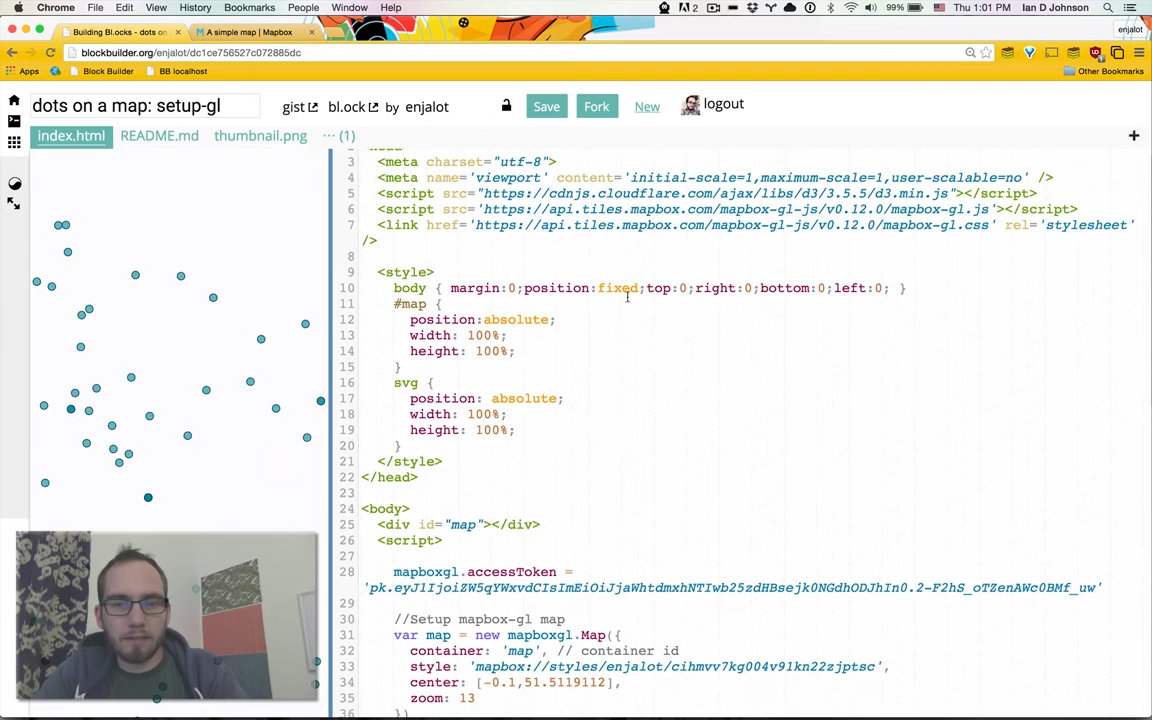 Chrome File Edit View History Bookmarks People Window Help 2 99% Thu 1:01 PM Ian D Johnson
Building Bl.ocks - dots on × A simple map | Mapbox × enjalot
blockbuilder.org/enjalot/dc1ce756527c072885dc
Apps Block Builder BB localhost Other Bookmarks
dots on a map: setup-gl gist bl.ock by enjalot Save Fork New logout
index.html README.md thumbnail.png ··· (1) +
3 <meta charset="utf-8">
4 <meta name='viewport' content='initial-scale=1,maximum-scale=1,user-scalable=no' />
5 <script src="https://cdnjs.cloudflare.com/ajax/libs/d3/3.5.5/d3.min.js"></script>
6 <script src='https://api.tiles.mapbox.com/mapbox-gl-js/v0.12.0/mapbox-gl.js'></script>
7 <link href='https://api.tiles.mapbox.com/mapbox-gl-js/v0.12.0/mapbox-gl.css' rel='stylesheet'
/>
8
9 <style>
10 body { margin:0;position:fixed;top:0;right:0;bottom:0;left:0; }
11 #map {
12 position:absolute;
13 width: 100%;
14 height: 100%;
15 }
16 svg {
17 position: absolute;
18 width: 100%;
19 height: 100%;
20 }
21 </style>
22 </head>
23
24 <body>
25 <div id="map"></div>
26 <script>
27
28 mapboxgl.accessToken =
29
30 //Setup mapbox-gl map
31 var map = new mapboxgl.Map({
32 container: 'map', // container id
33 style: 'mapbox://styles/enjalot/cihmvv7kg004v91kn22zjptsc',
34 center: [-0.1,51.5119112],
35 zoom: 13
36 })